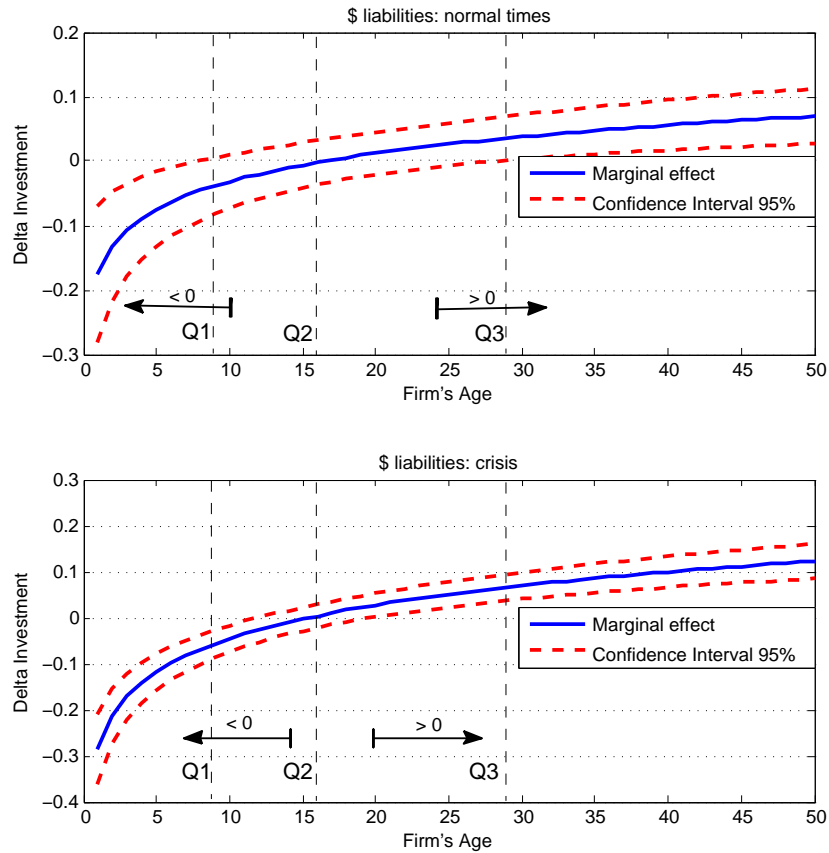 $ liabilities: normal times
0.2
0.1
0
−0.1
−0.2
−0.3
Delta Investment
Marginal effect
Confidence Interval 95%
< 0
> 0
Q1
Q2
Q3
0 5 10 15 20 25 30 35 40 45 50
Firm's Age
$ liabilities: crisis
0.3
0.2
0.1
0
−0.1
−0.2
−0.3
−0.4
Delta Investment
Marginal effect
Confidence Interval 95%
< 0
> 0
Q1
Q2
Q3
0 5 10 15 20 25 30 35 40 45 50
Firm's Age